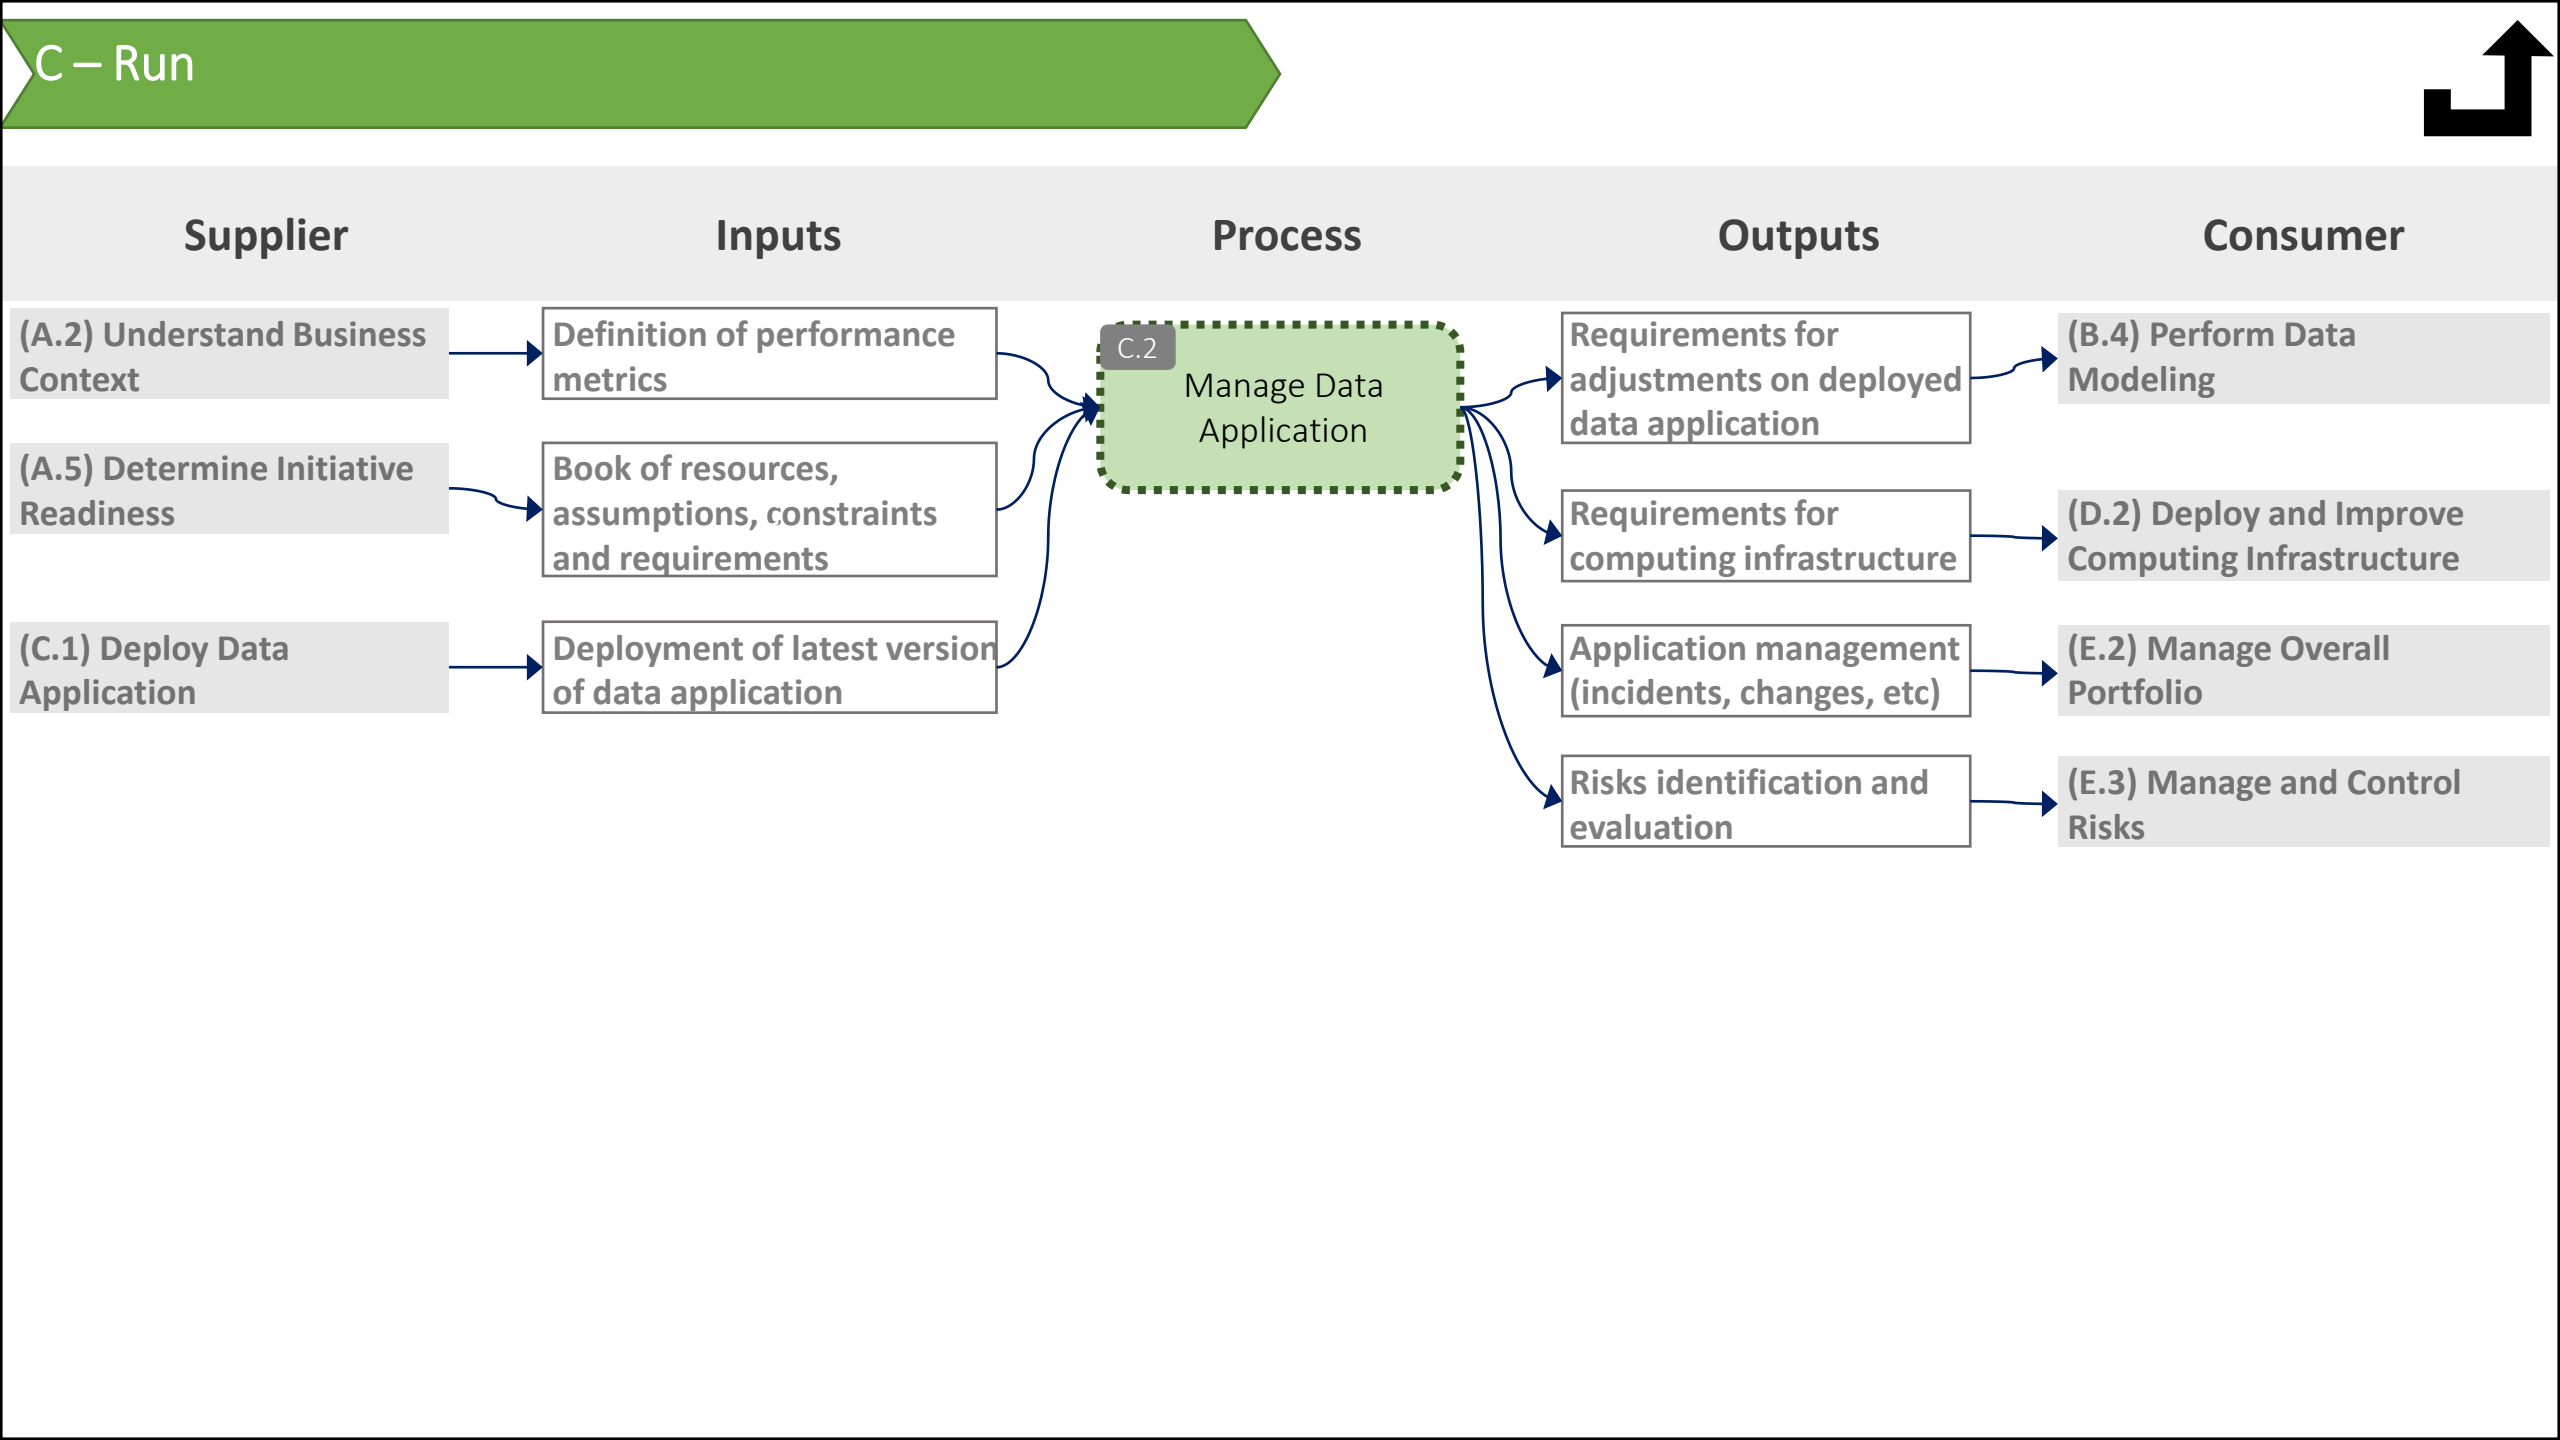 C – Run
Supplier
Inputs
Process
Outputs
Consumer
(A.2) Understand Business
Context
Definition of performance
metrics
C.2
Manage Data
Application
Requirements for
adjustments on deployed
data application
(B.4) Perform Data
Modeling
(A.5) Determine Initiative
Readiness
Book of resources,
assumptions, constraints
and requirements
Requirements for
computing infrastructure
(D.2) Deploy and Improve
Computing Infrastructure
(C.1) Deploy Data
Application
Deployment of latest version
of data application
Application management
(incidents, changes, etc)
(E.2) Manage Overall
Portfolio
Risks identification and
evaluation
(E.3) Manage and Control
Risks